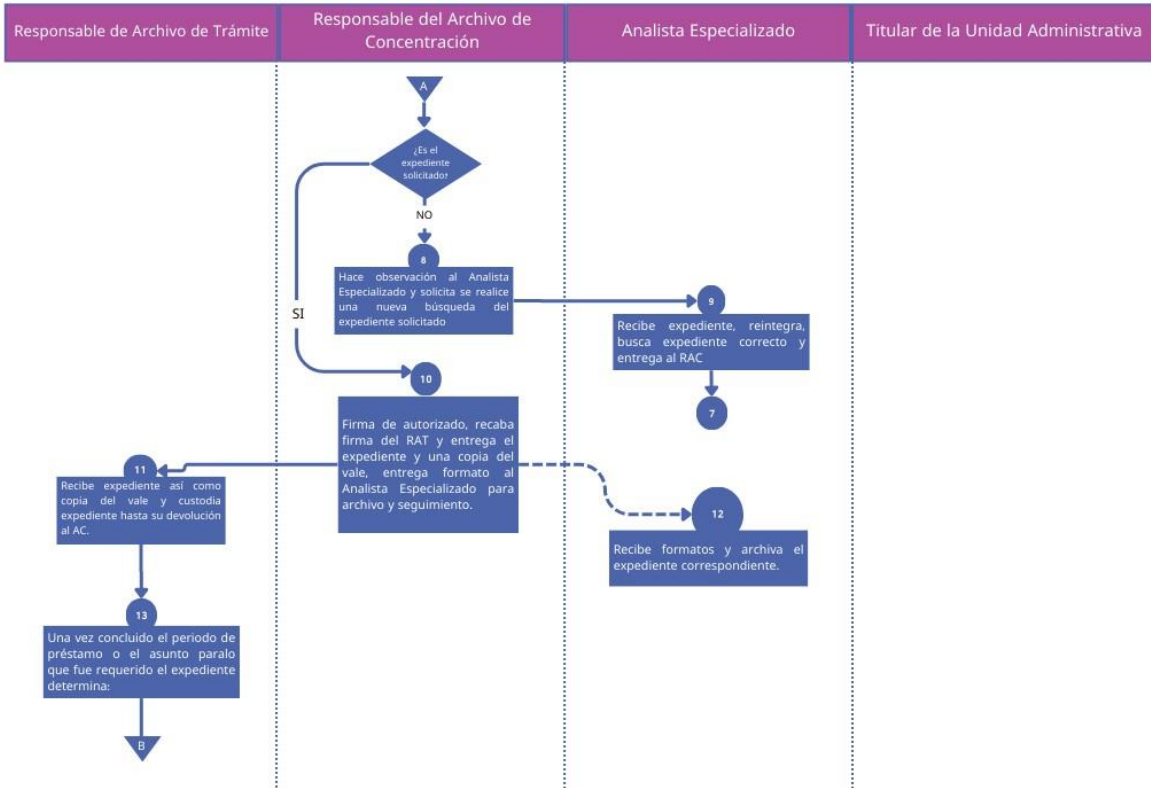 Responsable de Archivo de Trámite
Responsable del Archivo de
Concentración
Analista Especializado
Titular de la Unidad Administrativa
A
¿Es el
expediente
solicitado?
NO
SI
8
Hace observación al Analista
Especializado y solicita se realice
una nueva búsqueda del
expediente solicitado
9
Recibe expediente, reintegra,
busca expediente correcto y
entrega al RAC
7
10
Firma de autorizado, recaba
firma del RAT y entrega el
expediente y una copia del
vale, entrega formato al
Analista Especializado para
archivo y seguimiento.
11
Recibe expediente así como
copia del vale y custodia
expediente hasta su devolución
al AC.
12
Recibe formatos y archiva el
expediente correspondiente.
13
Una vez concluido el periodo de
préstamo o el asunto paralo
que fue requerido el expediente
determina:
B